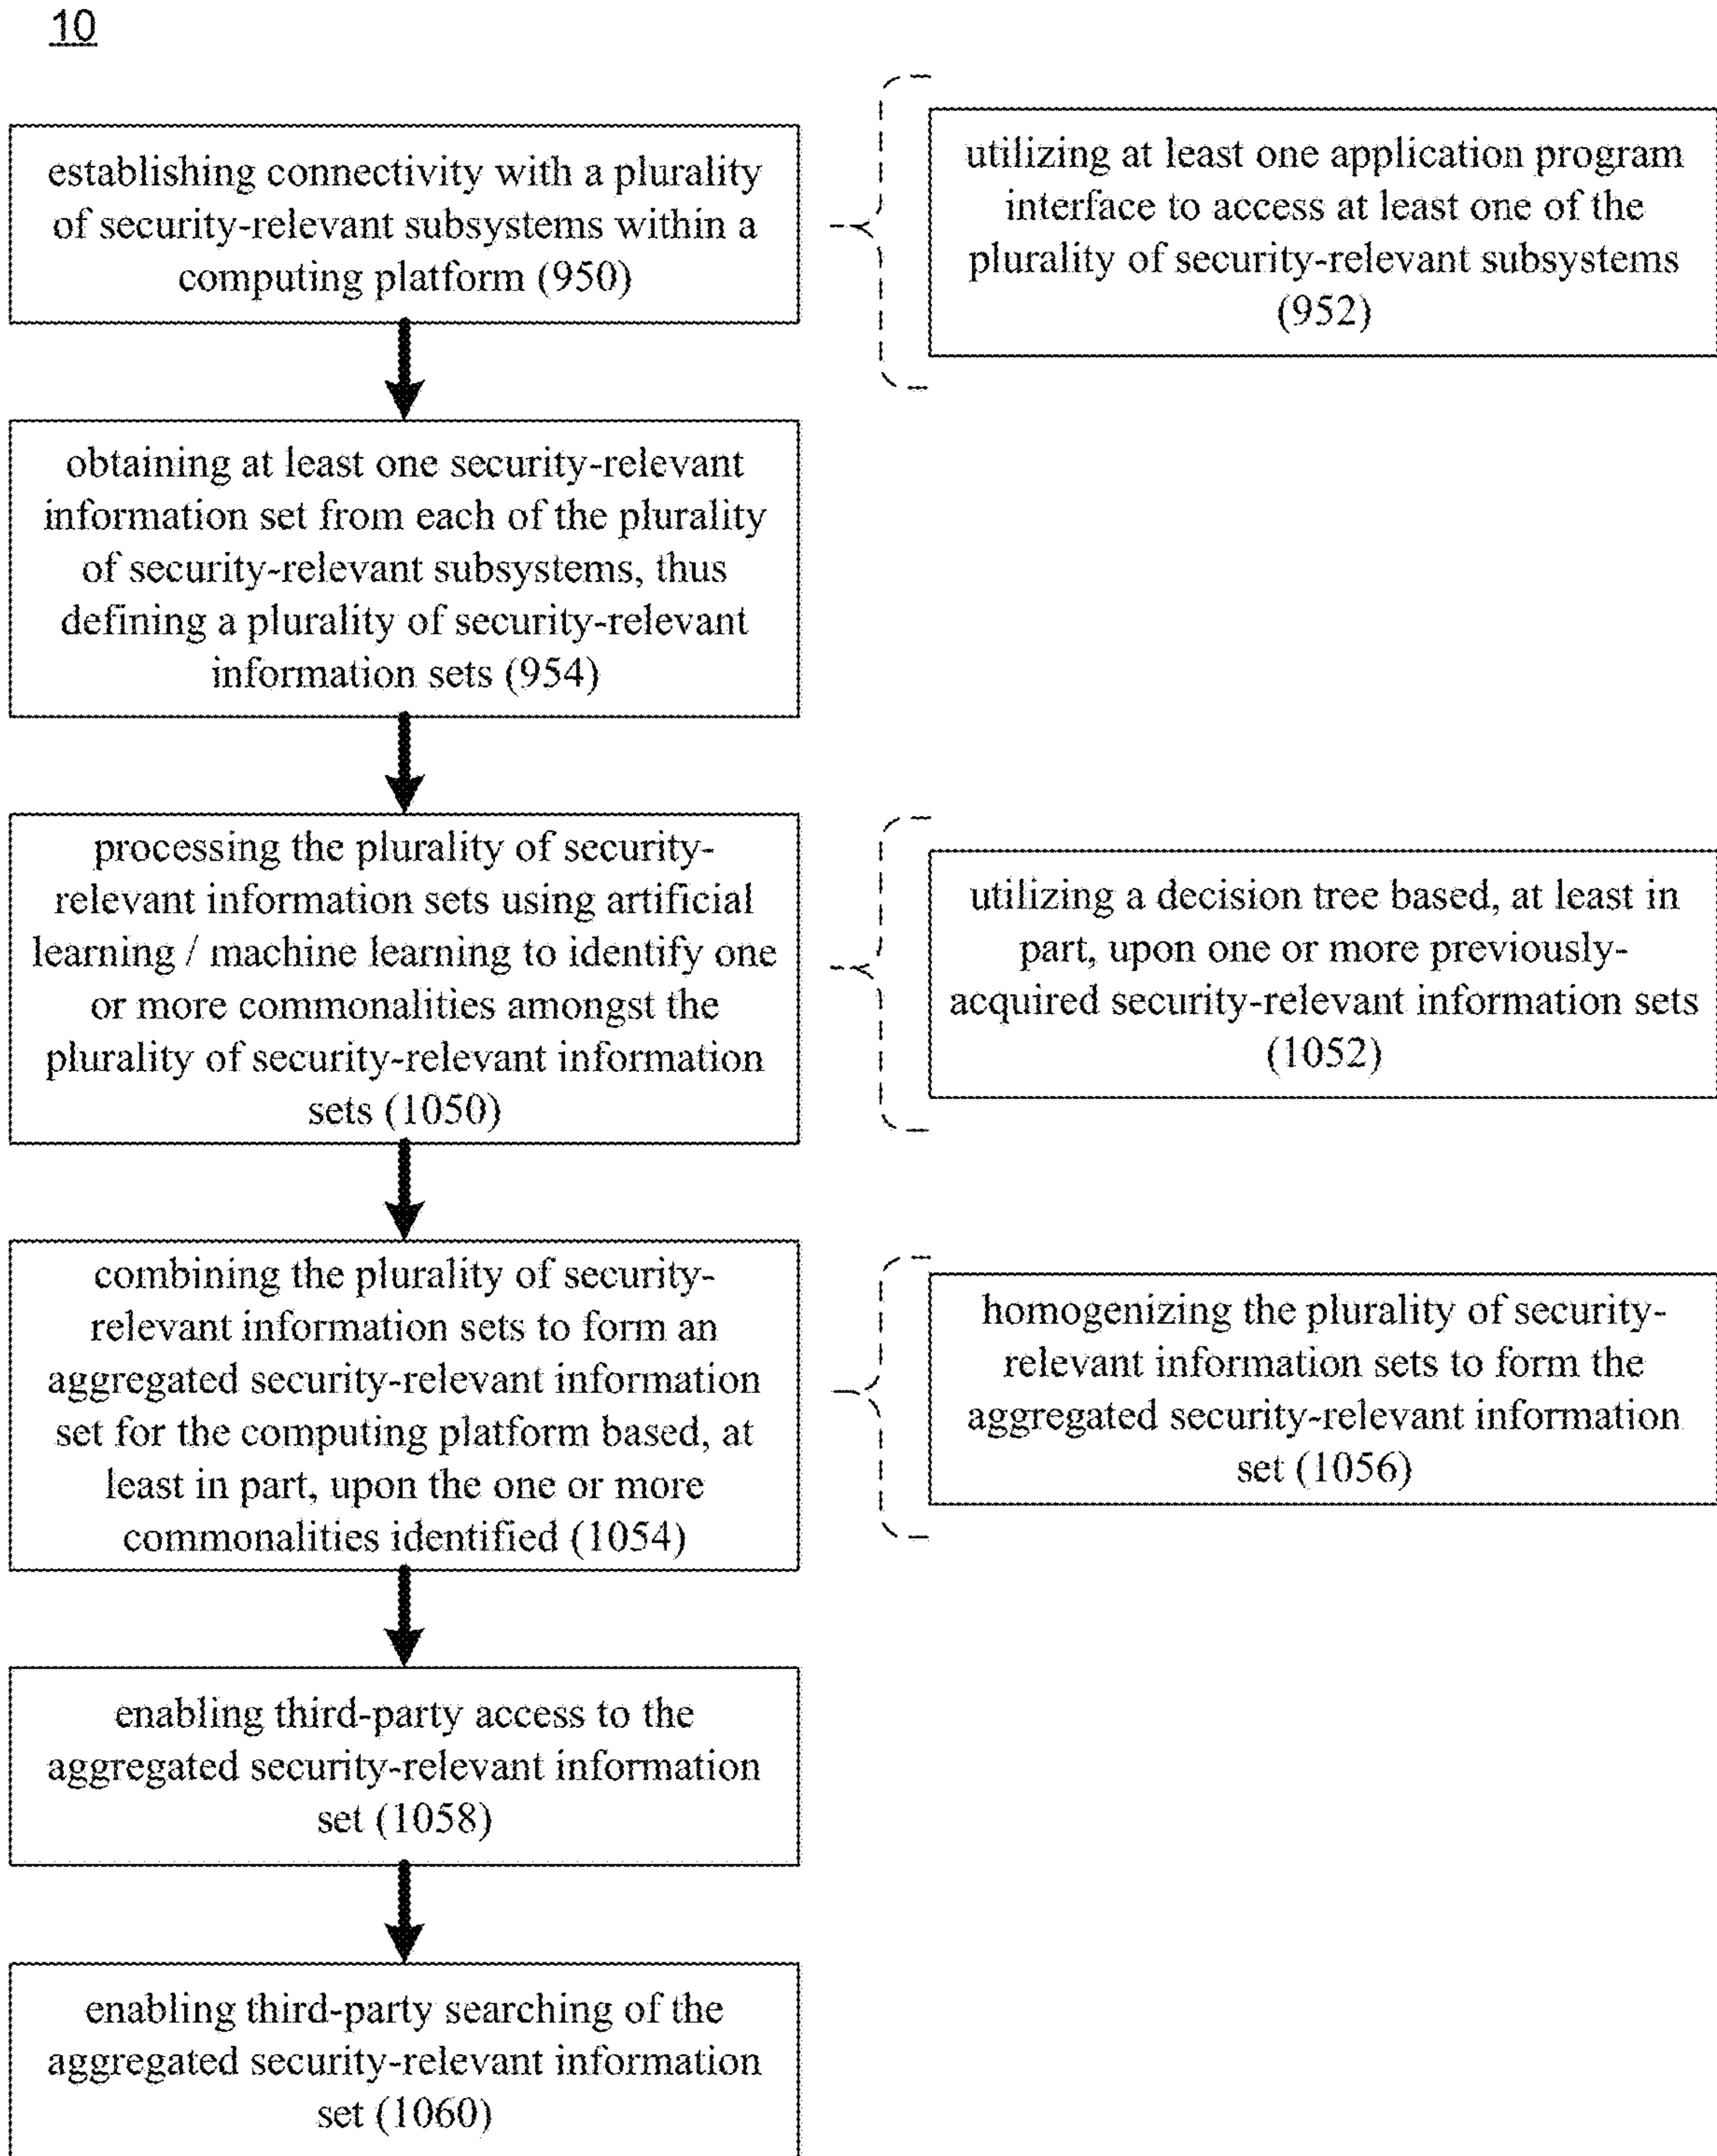 10
establishing connectivity with a plurality
of security-relevant subsystems within a
computing platform (950)
utilizing at least one application program
interface to access at least one of the
plurality of security-relevant subsystems
(952)
obtaining at least one security-relevant
information set from each of the plurality
of security-relevant subsystems, thus
defining a plurality of security-relevant
information sets (954)
processing the plurality of security-
relevant information sets using artificial
learning / machine learning to identify one
or more commonalities amongst the
plurality of security-relevant information
sets (1050)
utilizing a decision tree based, at least in
part, upon one or more previously-
acquired security-relevant information sets
(1052)
combining the plurality of security-
relevant information sets to form an
aggregated security-relevant information
set for the computing platform based, at
least in part, upon the one or more
commonalities identified (1054)
homogenizing the plurality of security-
relevant information sets to form the
aggregated security-relevant information
set (1056)
enabling third-party access to the
aggregated security-relevant information
set (1058)
enabling third-party searching of the
aggregated security-relevant information
set (1060)